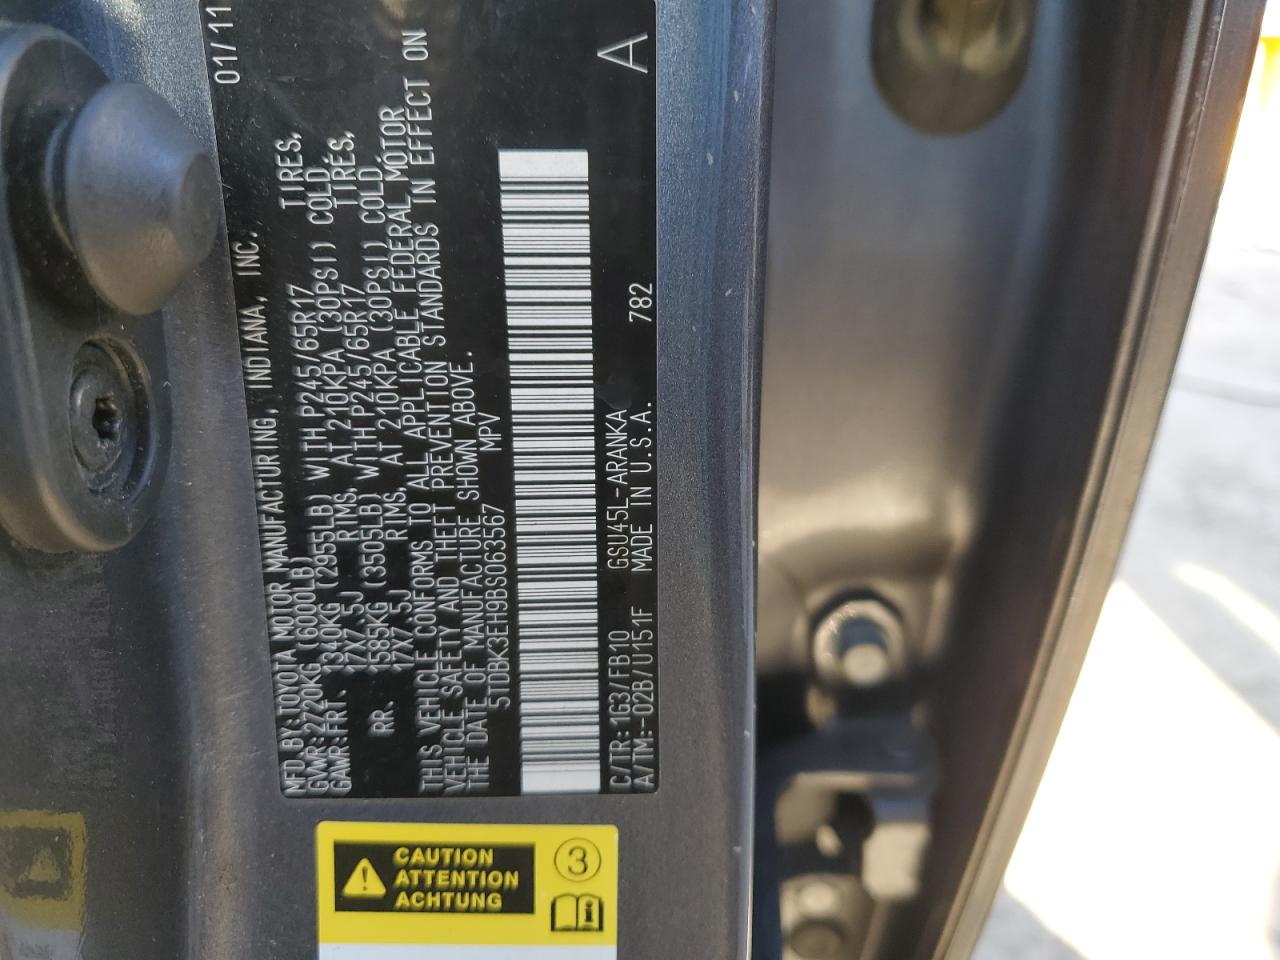 MFD. BY: TOYOTA MOTOR MANUFACTURING, INDIANA, INC. 01/11
GVWR: 2720KG (6000LB)
GAWR: FRT. 1340KG (2955LB) WITH P245/65R17 TIRES,
17X7.5J RIMS, AT 210KPA (30PSI) COLD.
RR. 1585KG (3505LB) WITH P245/65R17 TIRES,
17X7.5J RIMS, AT 210KPA (30PSI) COLD.
THIS VEHICLE CONFORMS TO ALL APPLICABLE FEDERAL MOTOR
VEHICLE SAFETY AND THEFT PREVENTION STANDARDS IN EFFECT ON
THE DATE OF MANUFACTURE SHOWN ABOVE.
5TDBK3EH9BS063567 MPV
C/TR: 1G3/FB10 GSU45L-ARANKA
A/TM: -02B/U151F MADE IN U.S.A. 782 A
CAUTION
ATTENTION
ACHTUNG
3
i